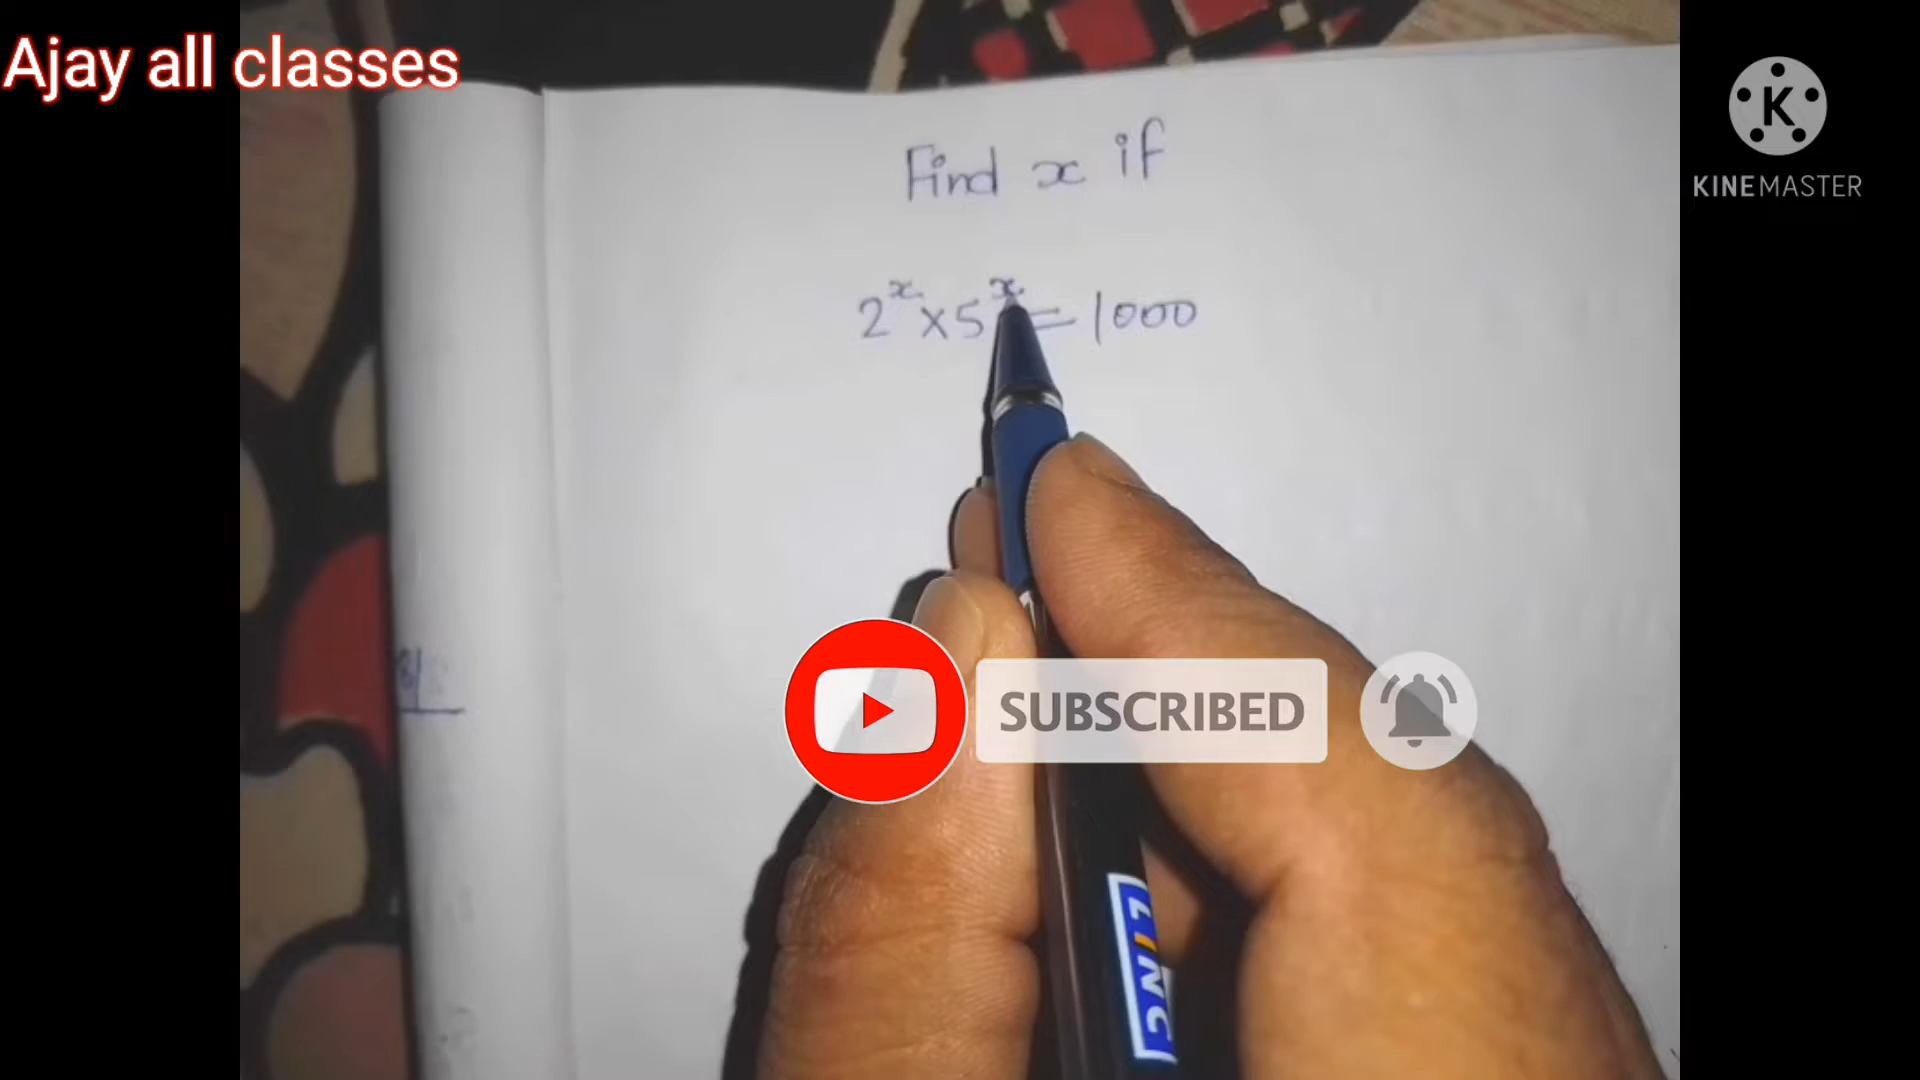 Ajay all classes
KINEMASTER
Find x if
2^x × 5^x = 1000
SUBSCRIBED
LINC